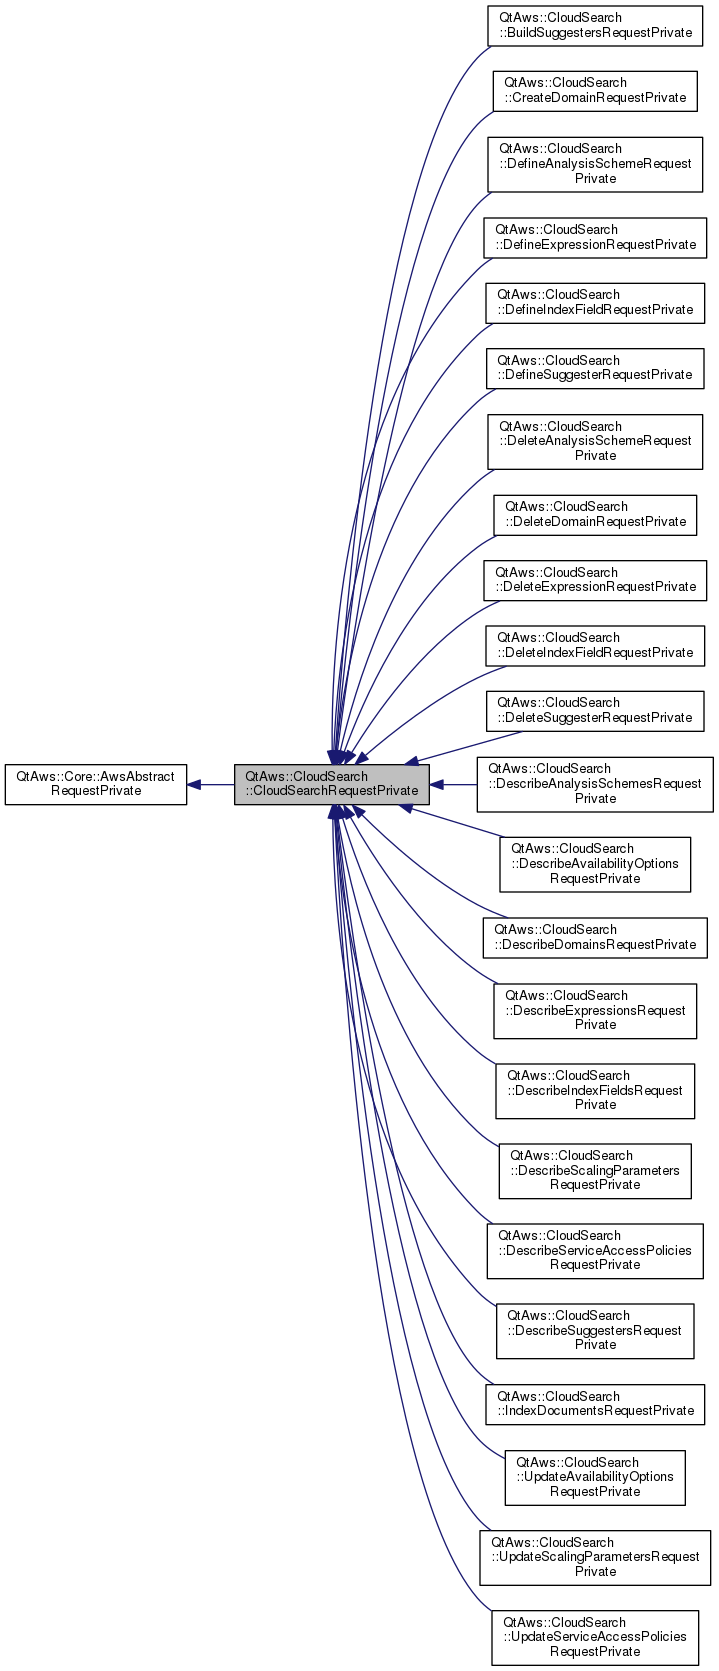 QtAws::CloudSearch
::BuildSuggestersRequestPrivate
QtAws::CloudSearch
::CreateDomainRequestPrivate
QtAws::CloudSearch
::DefineAnalysisSchemeRequest
Private
QtAws::CloudSearch
::DefineExpressionRequestPrivate
QtAws::CloudSearch
::DefineIndexFieldRequestPrivate
QtAws::CloudSearch
::DefineSuggesterRequestPrivate
QtAws::CloudSearch
::DeleteAnalysisSchemeRequest
Private
QtAws::CloudSearch
::DeleteDomainRequestPrivate
QtAws::CloudSearch
::DeleteExpressionRequestPrivate
QtAws::CloudSearch
::DeleteIndexFieldRequestPrivate
QtAws::CloudSearch
::DeleteSuggesterRequestPrivate
QtAws::Core::AwsAbstract
RequestPrivate
QtAws::CloudSearch
::CloudSearchRequestPrivate
QtAws::CloudSearch
::DescribeAnalysisSchemesRequest
Private
QtAws::CloudSearch
::DescribeAvailabilityOptions
RequestPrivate
QtAws::CloudSearch
::DescribeDomainsRequestPrivate
QtAws::CloudSearch
::DescribeExpressionsRequest
Private
QtAws::CloudSearch
::DescribeIndexFieldsRequest
Private
QtAws::CloudSearch
::DescribeScalingParameters
RequestPrivate
QtAws::CloudSearch
::DescribeServiceAccessPolicies
RequestPrivate
QtAws::CloudSearch
::DescribeSuggestersRequest
Private
QtAws::CloudSearch
::IndexDocumentsRequestPrivate
QtAws::CloudSearch
::UpdateAvailabilityOptions
RequestPrivate
QtAws::CloudSearch
::UpdateScalingParametersRequest
Private
QtAws::CloudSearch
::UpdateServiceAccessPolicies
RequestPrivate